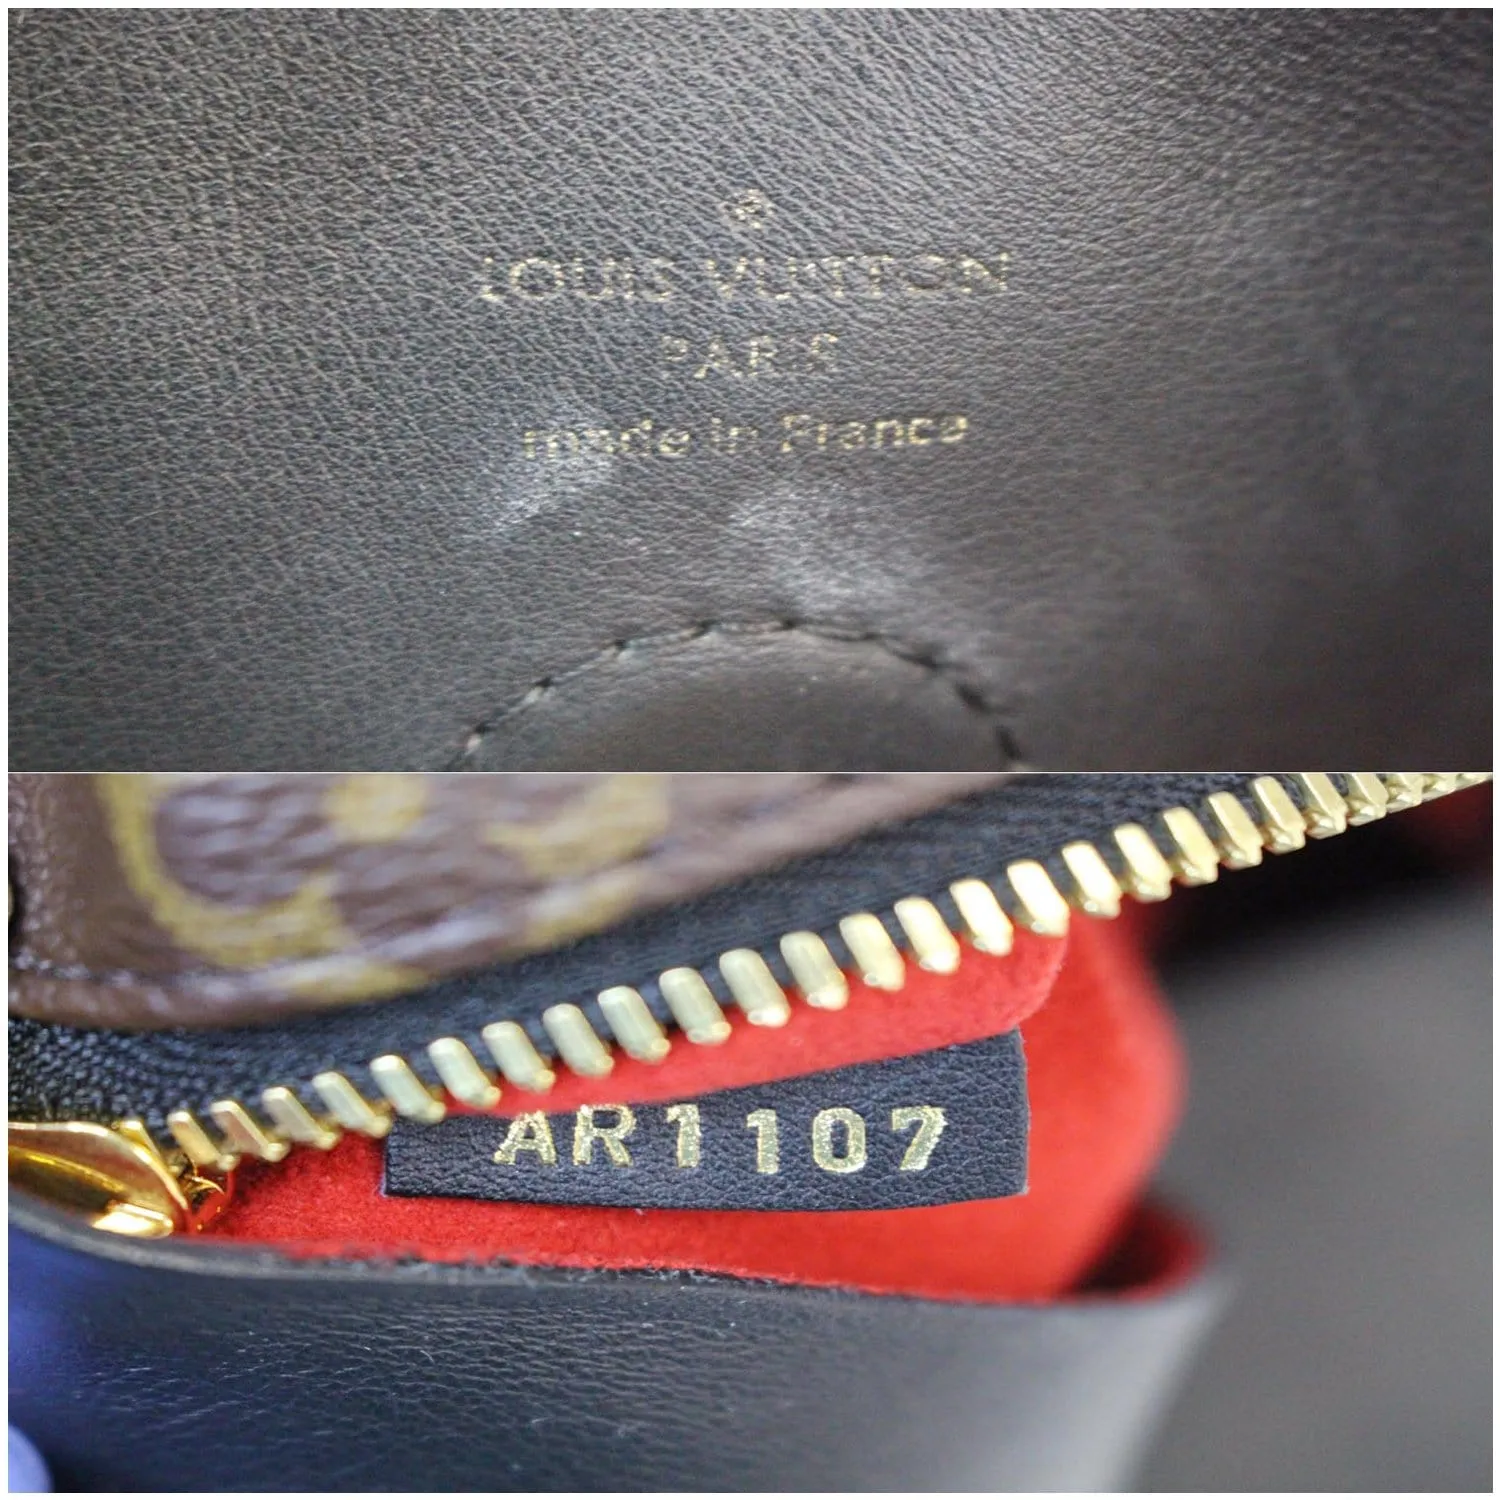 LOUIS VUITTON
PARIS
made in France
AR1107